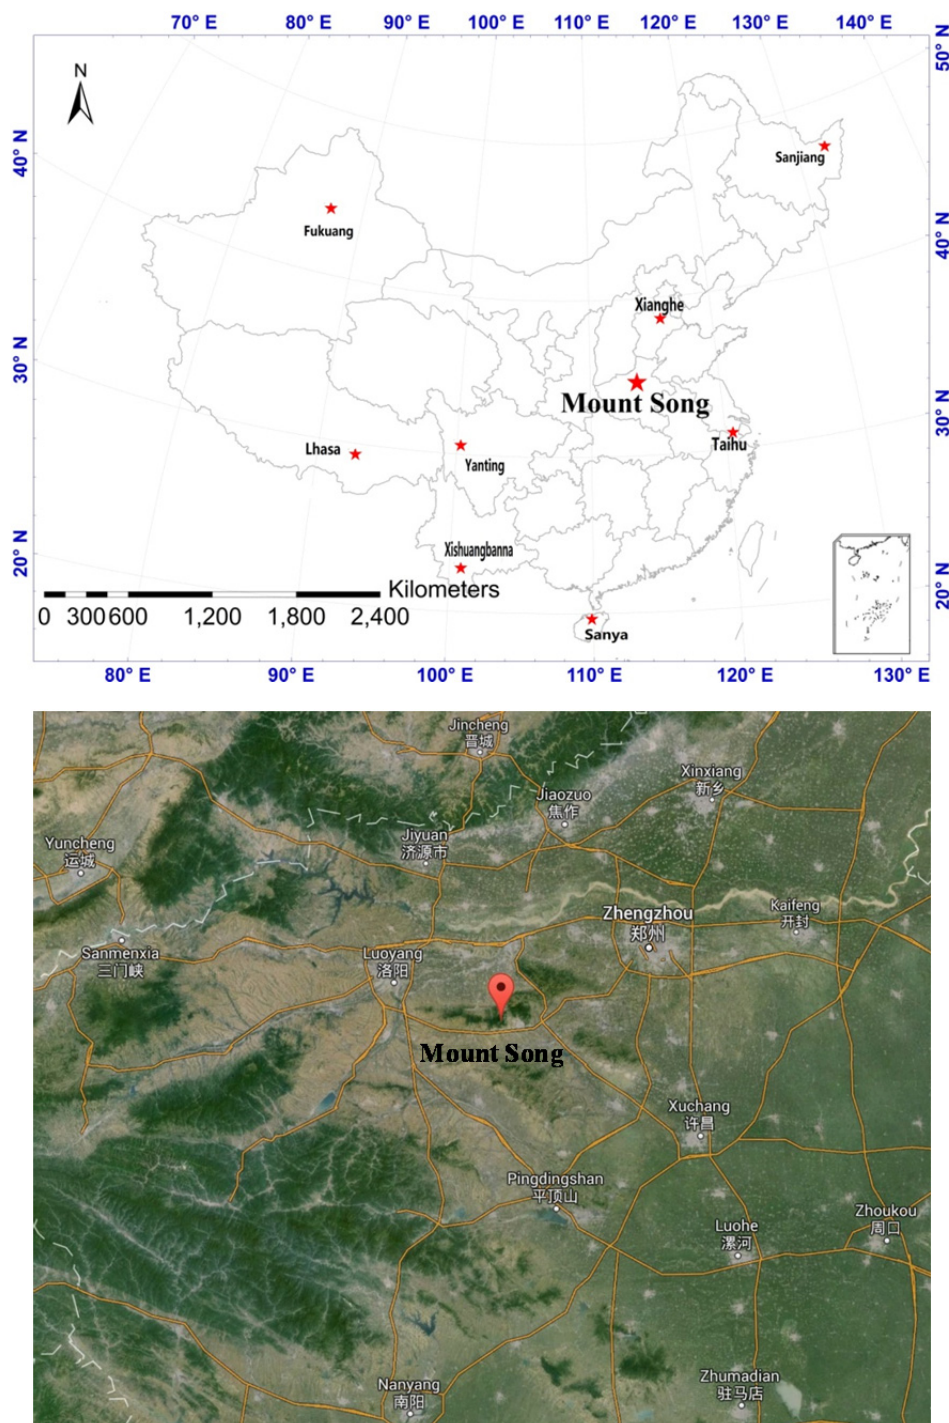 70° E 80° E 90° E 100° E 110° E 120° E 130° E 140° E
50° N
N
40° N
Sanjiang
Fukuang
40° N
Xianghe
30° N
Mount Song
30° N
Taihu
Lhasa
Yanting
20° N
Xishuangbanna
20° N
Kilometers
0 300 600 1,200 1,800 2,400
Sanya
80° E 90° E 100° E 110° E 120° E 130° E
Jincheng
晋城
Xinxiang
新乡
Jiaozuo
焦作
Jiyuan
济源市
Yuncheng
运城
Kaifeng
开封
Zhengzhou
郑州
Sanmenxia
三门峡
Luoyang
洛阳
Mount Song
Xuchang
许昌
Pingdingshan
平顶山
Zhoukou
周口
Luohe
漯河
Nanyang
南阳
Zhumadian
驻马店